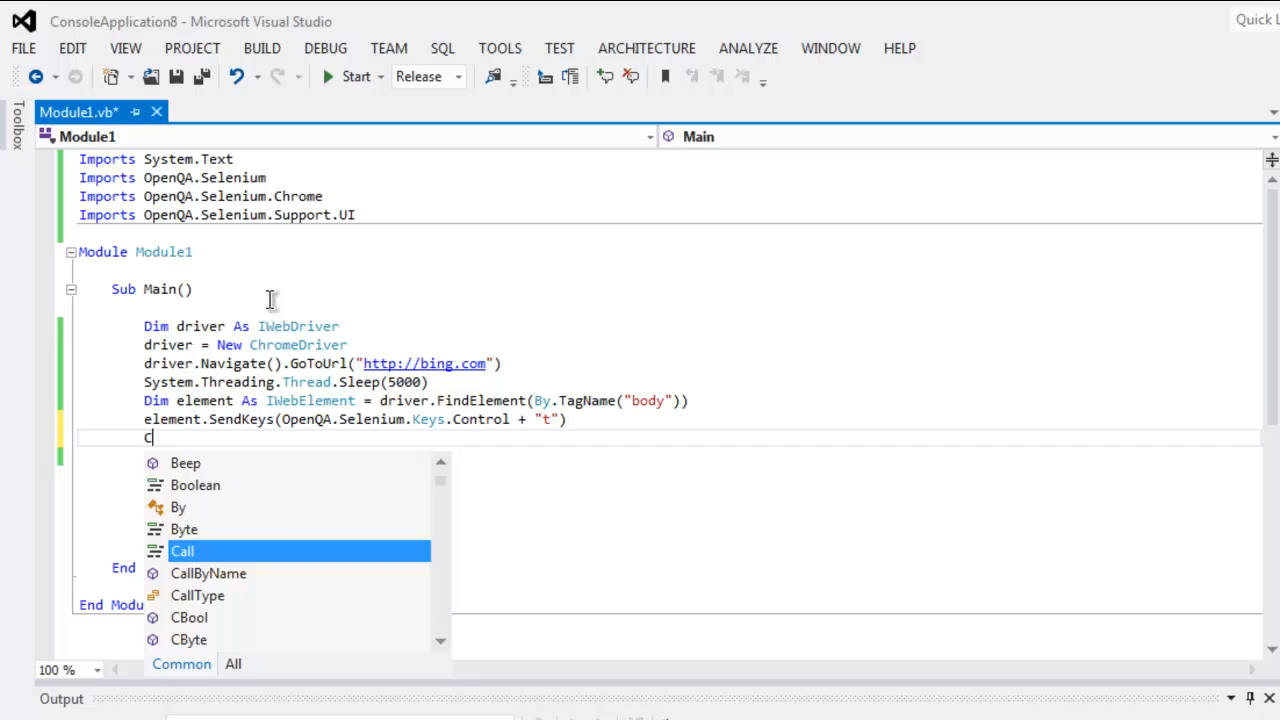 ConsoleApplication8 - Microsoft Visual Studio
Quick L
FILE EDIT VIEW PROJECT BUILD DEBUG TEAM SQL TOOLS TEST ARCHITECTURE ANALYZE WINDOW HELP
Start Release
Toolbox
Module1.vb*
Module1 Main
Imports System.Text
Imports OpenQA.Selenium
Imports OpenQA.Selenium.Chrome
Imports OpenQA.Selenium.Support.UI
Module Module1
Sub Main()
Dim driver As IWebDriver
driver = New ChromeDriver
driver.Navigate().GoToUrl("http://bing.com")
System.Threading.Thread.Sleep(5000)
Dim element As IWebElement = driver.FindElement(By.TagName("body"))
element.SendKeys(OpenQA.Selenium.Keys.Control + "t")
C
Beep
Boolean
By
Byte
Call
CallByName
CallType
CBool
CByte
Common All
End
End Modu
100 %
Output